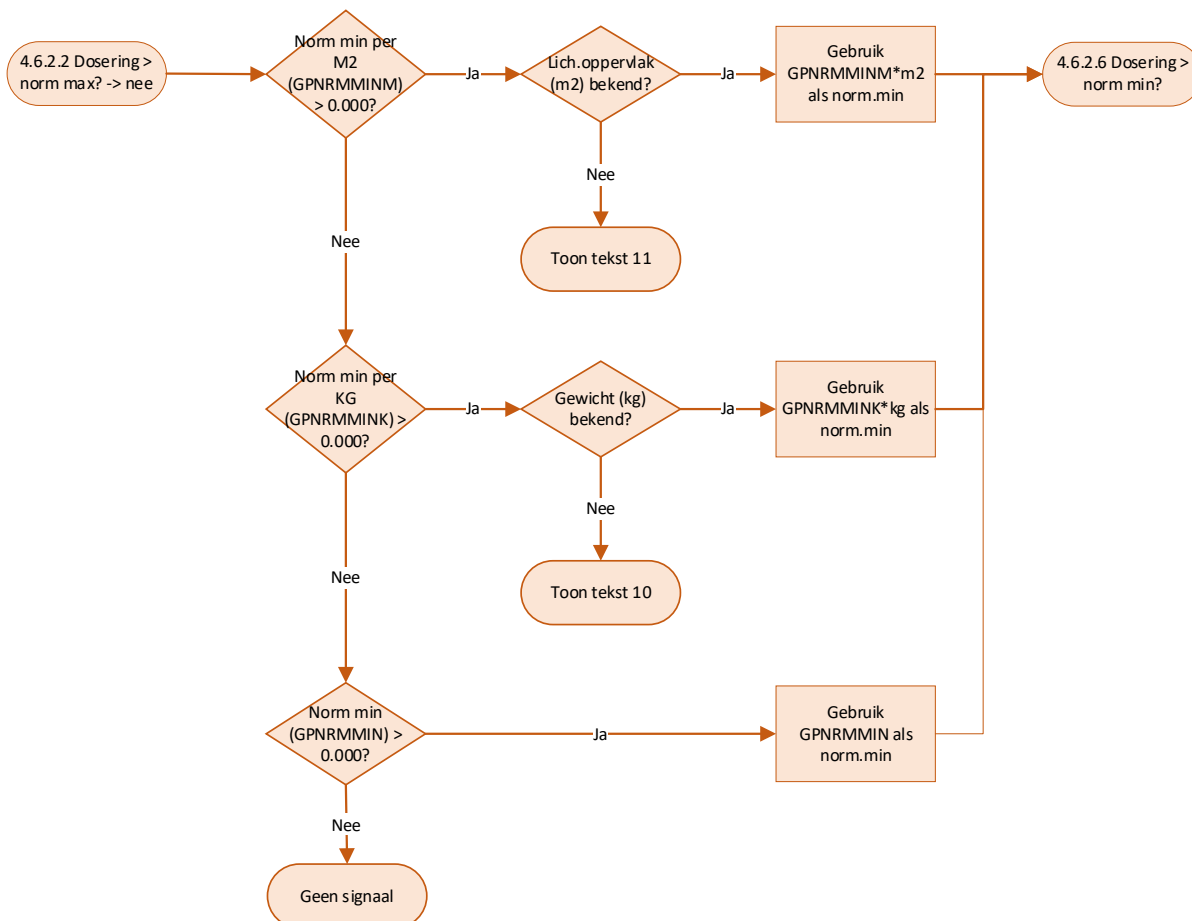 4.6.2.2 Dosering >
norm max? -> nee
Norm min per
M2
(GPNRMMINM)
> 0.000?
Ja
Lich.oppervlak
(m2) bekend?
Ja
Gebruik
GPNRMMINM*m2
als norm.min
4.6.2.6 Dosering >
norm min?
Nee
Toon tekst 11
Nee
Norm min per
KG
(GPNRMMINK) >
0.000?
Ja
Gewicht (kg)
bekend?
Ja
Gebruik
GPNRMMINK*kg als
norm.min
Nee
Toon tekst 10
Nee
Norm min
(GPNRMMIN) >
0.000?
Ja
Gebruik
GPNRMMIN als
norm.min
Nee
Geen signaal